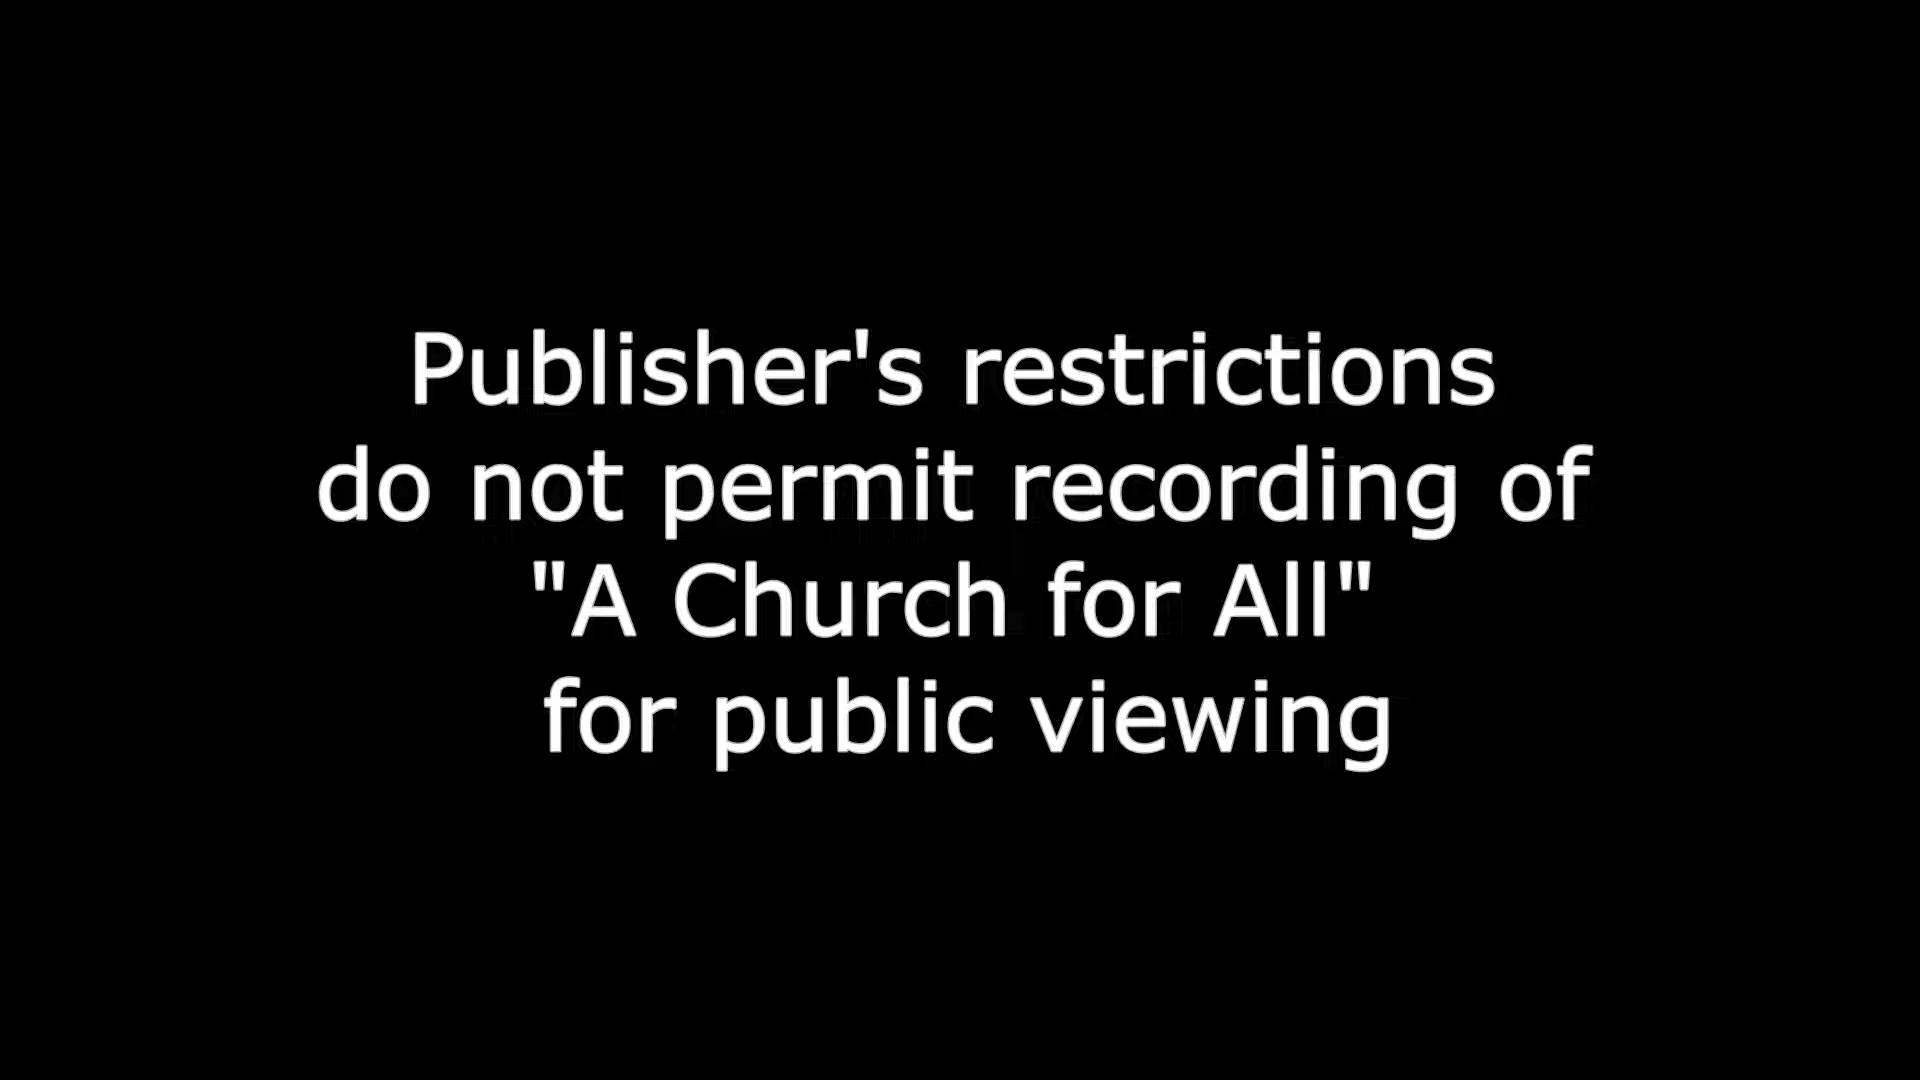 Publisher's restrictions
do not permit recording of
"A Church for All"
for public viewing